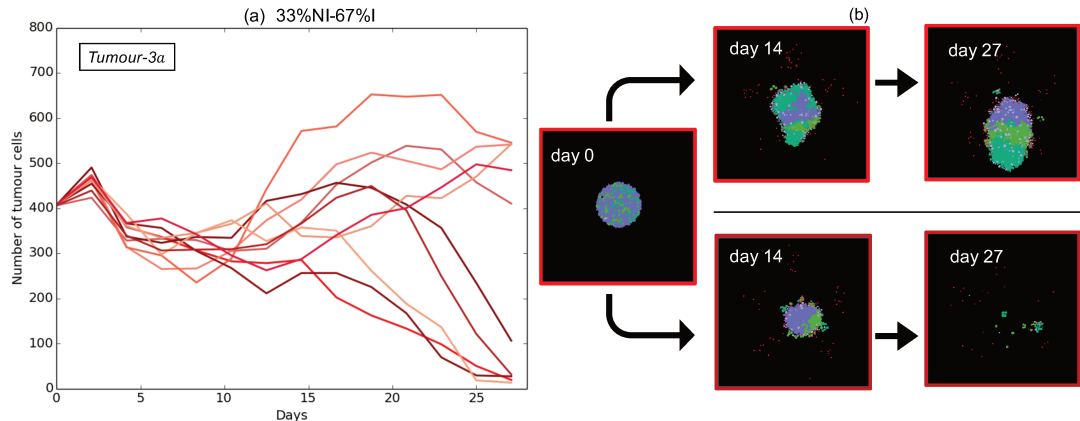 (a) 33%NI-67%I
(b)
800
700
600
500
400
300
200
100
0
Number of tumour cells
Tumour-3a
0 5 10 15 20 25
Days
day 0
day 14
day 27
day 14
day 27